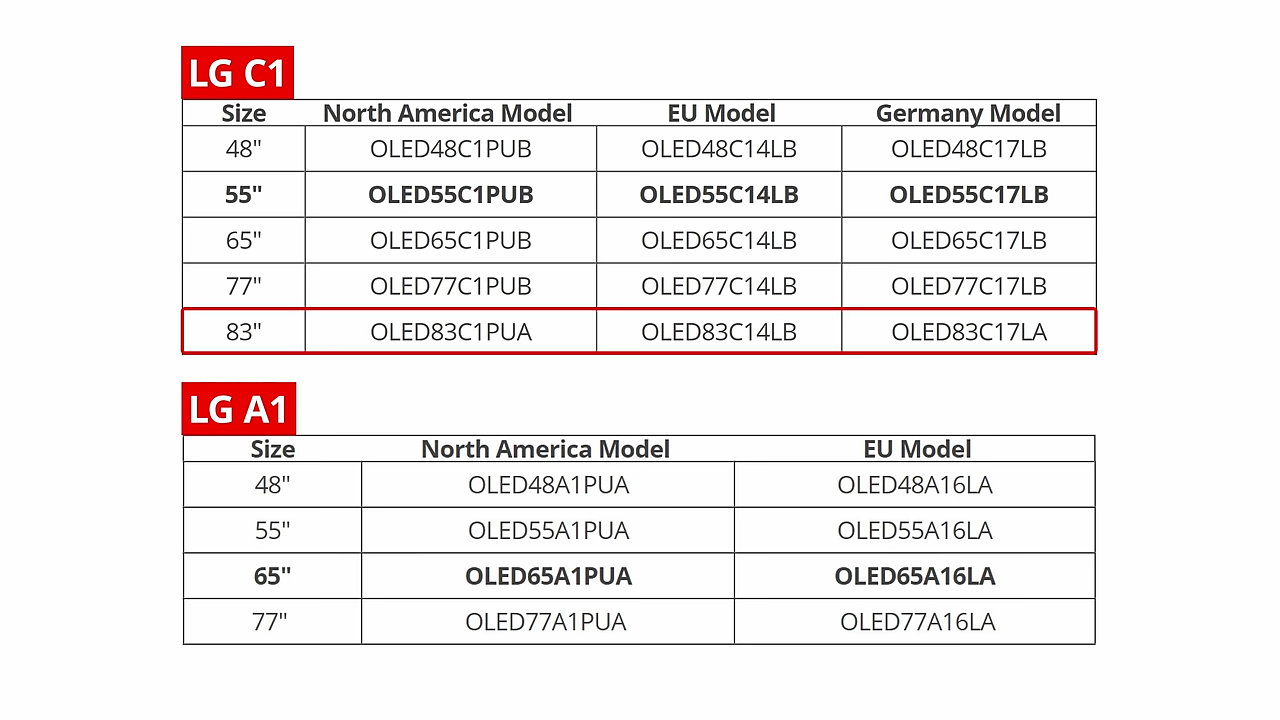 LG C1
Size North America Model EU Model Germany Model
48" OLED48C1PUB OLED48C14LB OLED48C17LB
55" OLED55C1PUB OLED55C14LB OLED55C17LB
65" OLED65C1PUB OLED65C14LB OLED65C17LB
77" OLED77C1PUB OLED77C14LB OLED77C17LB
83" OLED83C1PUA OLED83C14LB OLED83C17LA
LG A1
Size North America Model EU Model
48" OLED48A1PUA OLED48A16LA
55" OLED55A1PUA OLED55A16LA
65" OLED65A1PUA OLED65A16LA
77" OLED77A1PUA OLED77A16LA